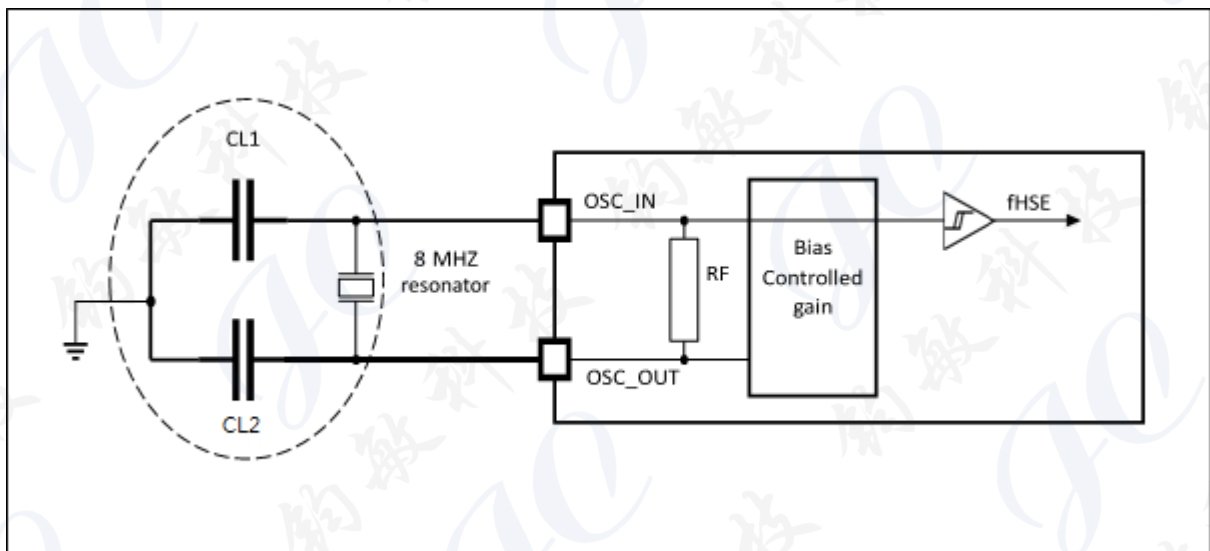 CL1
OSC_IN
fHSE
8 MHZ
resonator
RF
Bias
Controlled
gain
OSC_OUT
CL2